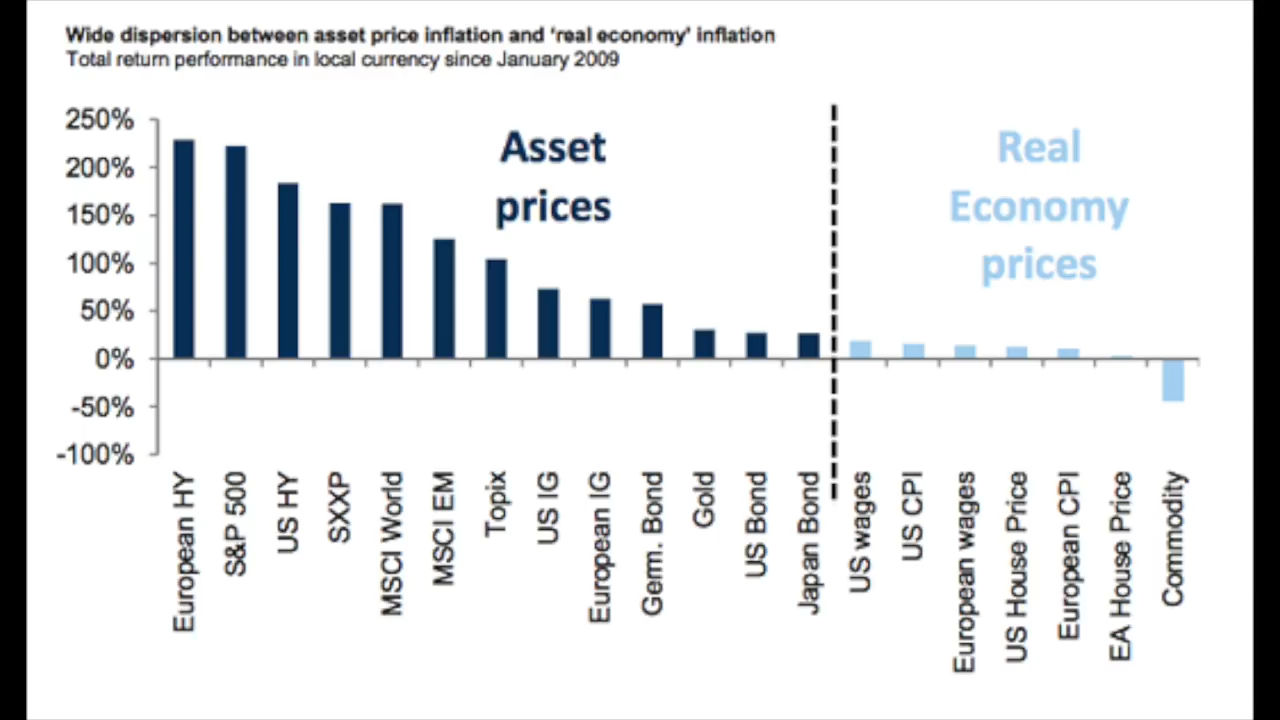 Wide dispersion between asset price inflation and ‘real economy’ inflation
Total return performance in local currency since January 2009
250%
200%
150%
100%
50%
0%
-50%
-100%
Asset
prices
Real
Economy
prices
European HY
S&P 500
US HY
SXXP
MSCI World
MSCI EM
Topix
US IG
European IG
Germ. Bond
Gold
US Bond
Japan Bond
US wages
US CPI
European wages
US House Price
European CPI
EA House Price
Commodity